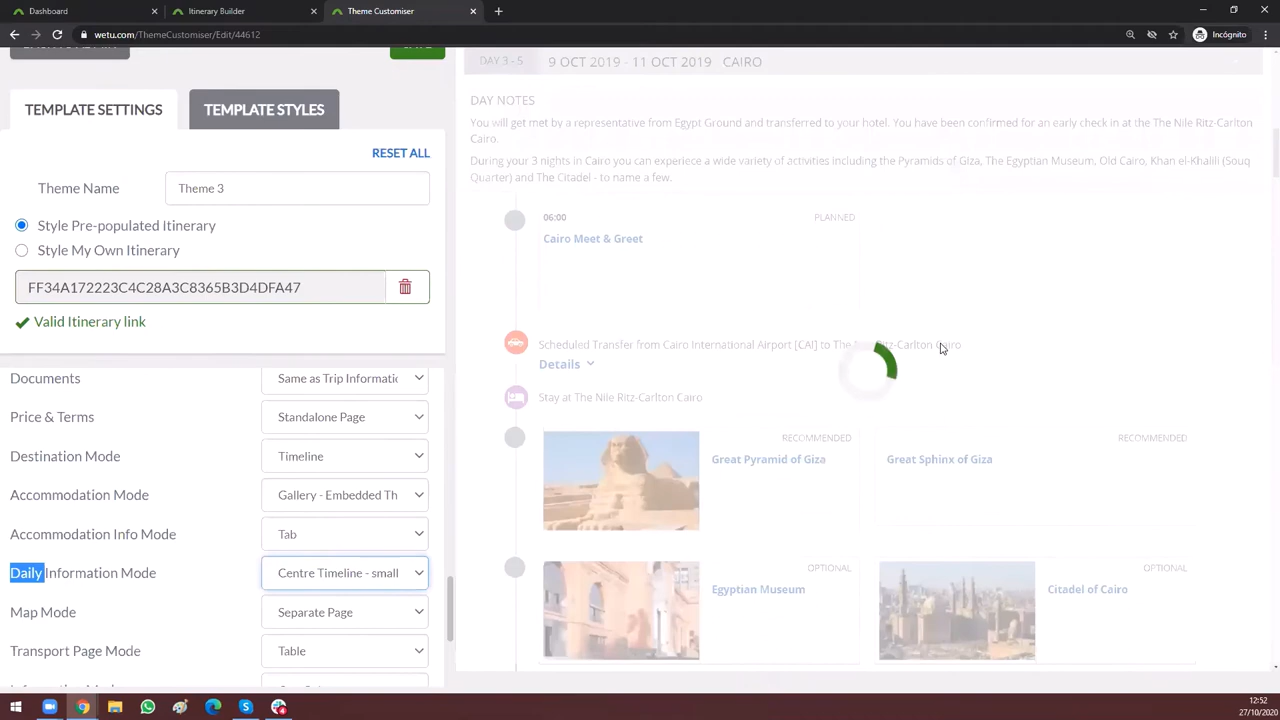 Dashboard
Itinerary Builder
Theme Customiser
wetu.com/ThemeCustomiser/Edit/44612
Incógnito
TEMPLATE SETTINGS
TEMPLATE STYLES
RESET ALL
Theme Name
Theme 3
Style Pre-populated Itinerary
Style My Own Itinerary
FF34A172223C4C28A3C8365B3D4DFA47
Valid Itinerary link
Documents
Same as Trip Informatic
Price & Terms
Standalone Page
Destination Mode
Timeline
Accommodation Mode
Gallery - Embedded Th
Accommodation Info Mode
Tab
Daily Information Mode
Centre Timeline - small
Map Mode
Separate Page
Transport Page Mode
Table
DAY 3 - 5
9 OCT 2019 - 11 OCT 2019 CAIRO
DAY NOTES
You will get met by a representative from Egypt Ground and transferred to your hotel. You have been confirmed for an early check in at the The Nile Ritz-Carlton
Cairo.
During your 3 nights in Cairo you can experiece a wide variety of activities including the Pyramids of Giza, The Egyptian Museum, Old Cairo, Khan el-Khalili (Souq
Quarter) and The Citadel - to name a few.
06:00
PLANNED
Cairo Meet & Greet
Scheduled Transfer from Cairo International Airport [CAI] to The Ritz-Carlton Cairo
Details
Stay at The Nile Ritz-Carlton Cairo
RECOMMENDED
Great Pyramid of Giza
RECOMMENDED
Great Sphinx of Giza
OPTIONAL
Egyptian Museum
OPTIONAL
Citadel of Cairo
12:52
27/10/2020